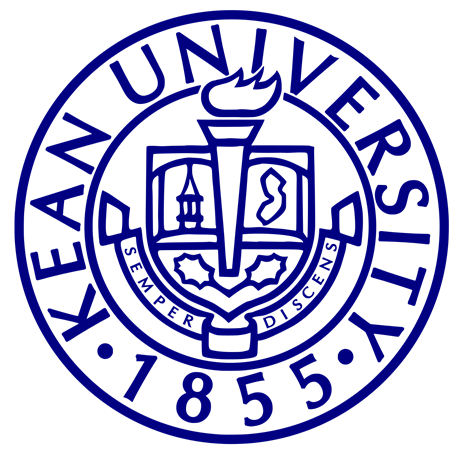 KEAN UNIVERSITY
SEMPER DISCENS
• 1855 •